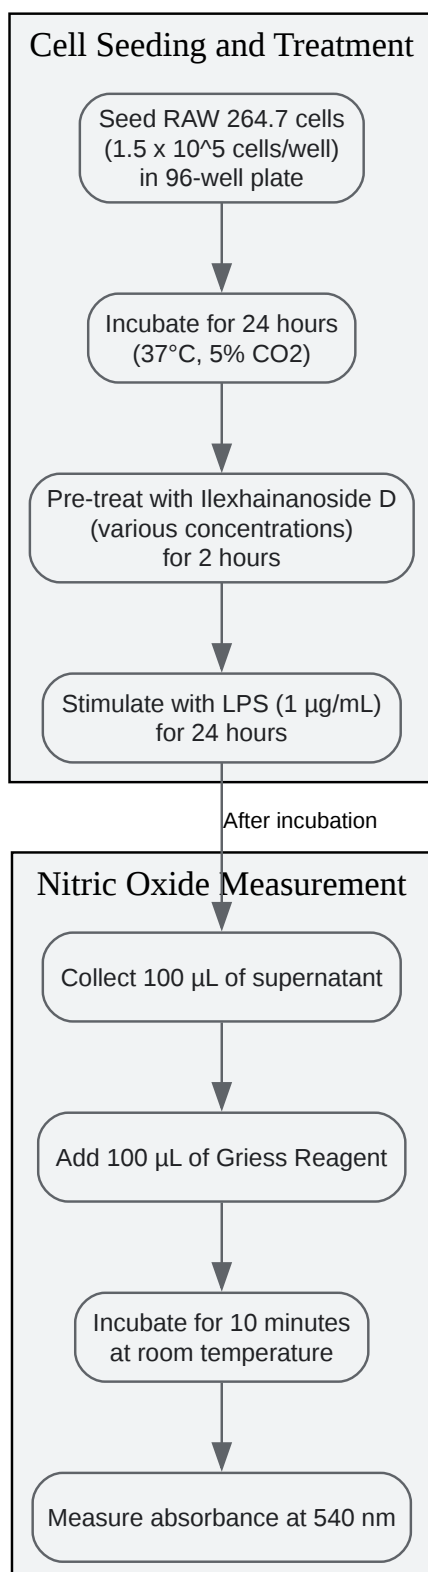 Cell Seeding and Treatment
Seed RAW 264.7 cells
(1.5 x 10^5 cells/well)
in 96-well plate
Incubate for 24 hours
(37°C, 5% CO2)
Pre-treat with Ilexhainanoside D
(various concentrations)
for 2 hours
Stimulate with LPS (1 µg/mL)
for 24 hours
After incubation
Nitric Oxide Measurement
Collect 100 µL of supernatant
Add 100 µL of Griess Reagent
Incubate for 10 minutes
at room temperature
Measure absorbance at 540 nm